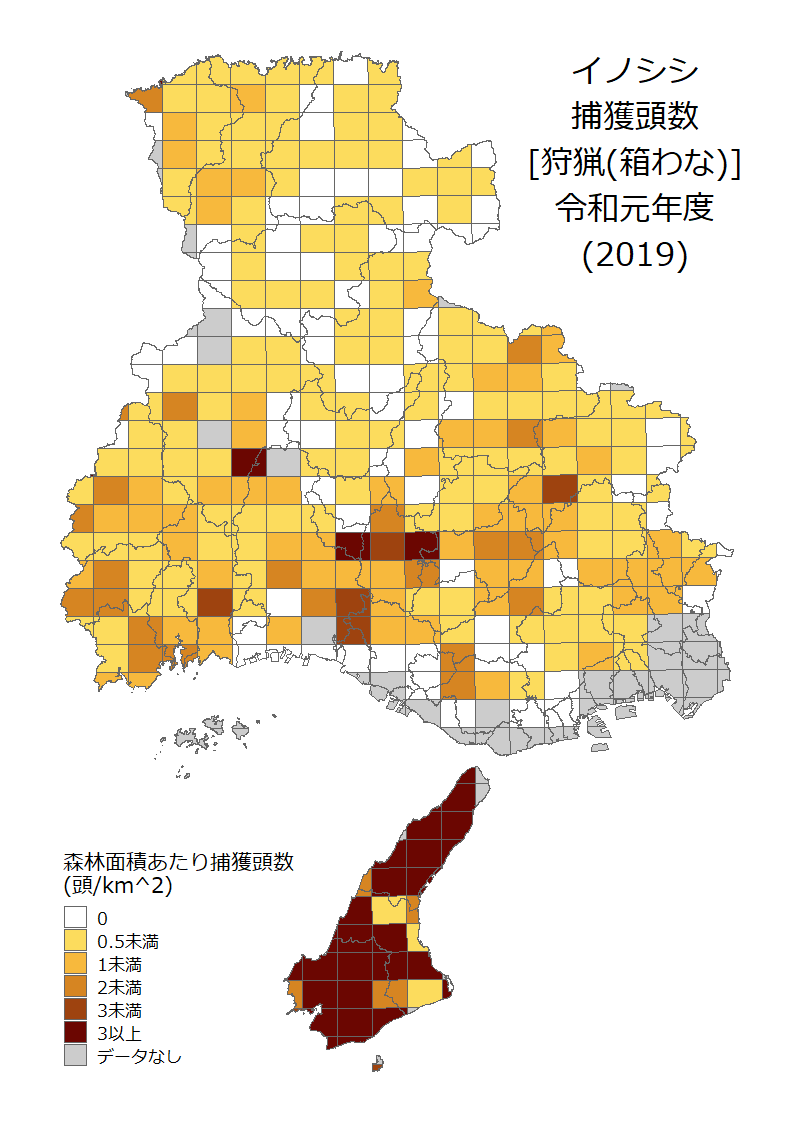 イノシシ
捕獲頭数
[狩猟(箱わな)]
令和元年度
(2019)
森林面積あたり捕獲頭数
(頭/km^2)
0
0.5未満
1未満
2未満
3未満
3以上
データなし